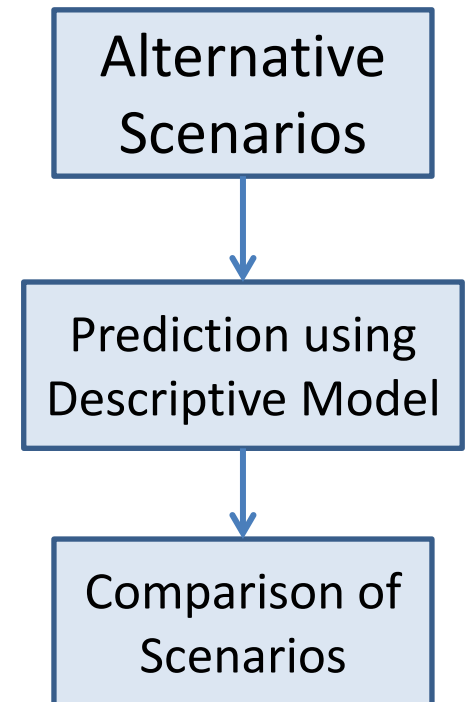 Alternative
Scenarios
Prediction using
Descriptive Model
Comparison of
Scenarios